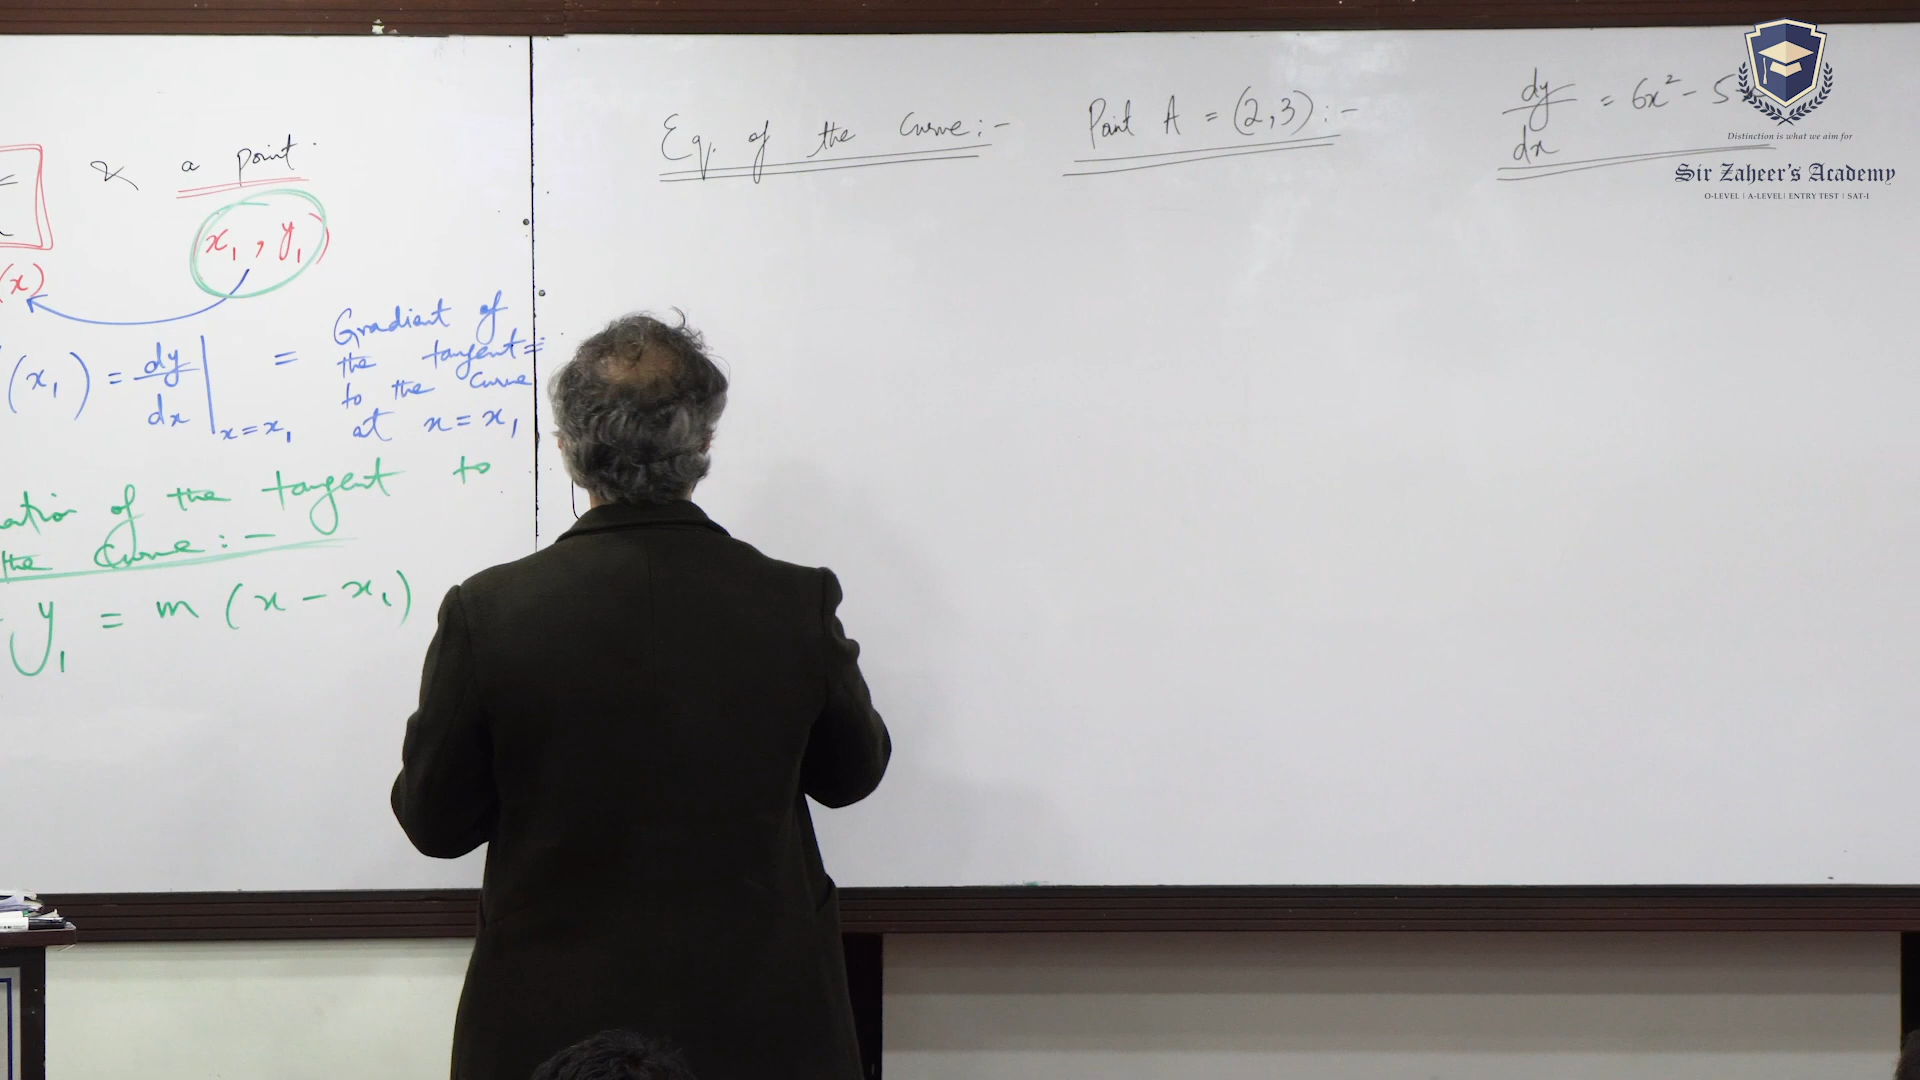 & a point.
x₁, y₁)
(x)
(x₁) = dy/dx |x=x₁ = Gradient of
the tangent =
to the curve
at x = x₁
ation of the tangent to
the Curve :-
y₁ = m (x - x₁)
Eq. of the Curve :-
Point A = (2,3) :-
dy/dx = 6x² - 5
Distinction is what we aim for
Sir Zaheer's Academy
O-LEVEL | A-LEVEL | ENTRY TEST | SAT-I